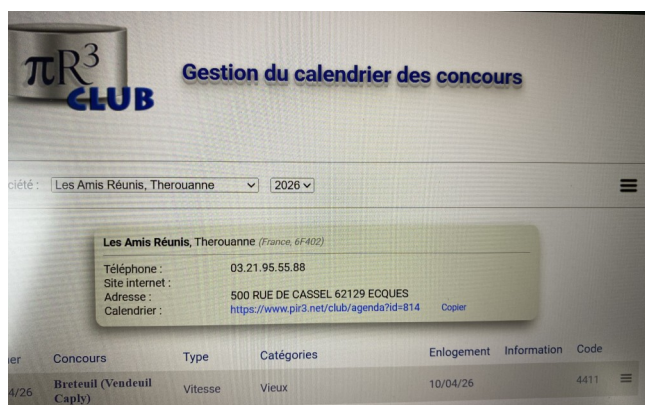 πR3
CLUB
Gestion du calendrier des concours
ciété : Les Amis Réunis, Therouanne 2026
Les Amis Réunis, Therouanne (France, 6F402)
Téléphone : 03.21.95.55.88
Site internet :
Adresse : 500 RUE DE CASSEL 62129 ECQUES
Calendrier : https://www.pir3.net/club/agenda?id=814 Copier
er Concours Type Catégories Enlogement Information Code
4/26 Breteuil (Vendeuil Caply) Vitesse Vieux 10/04/26 4411